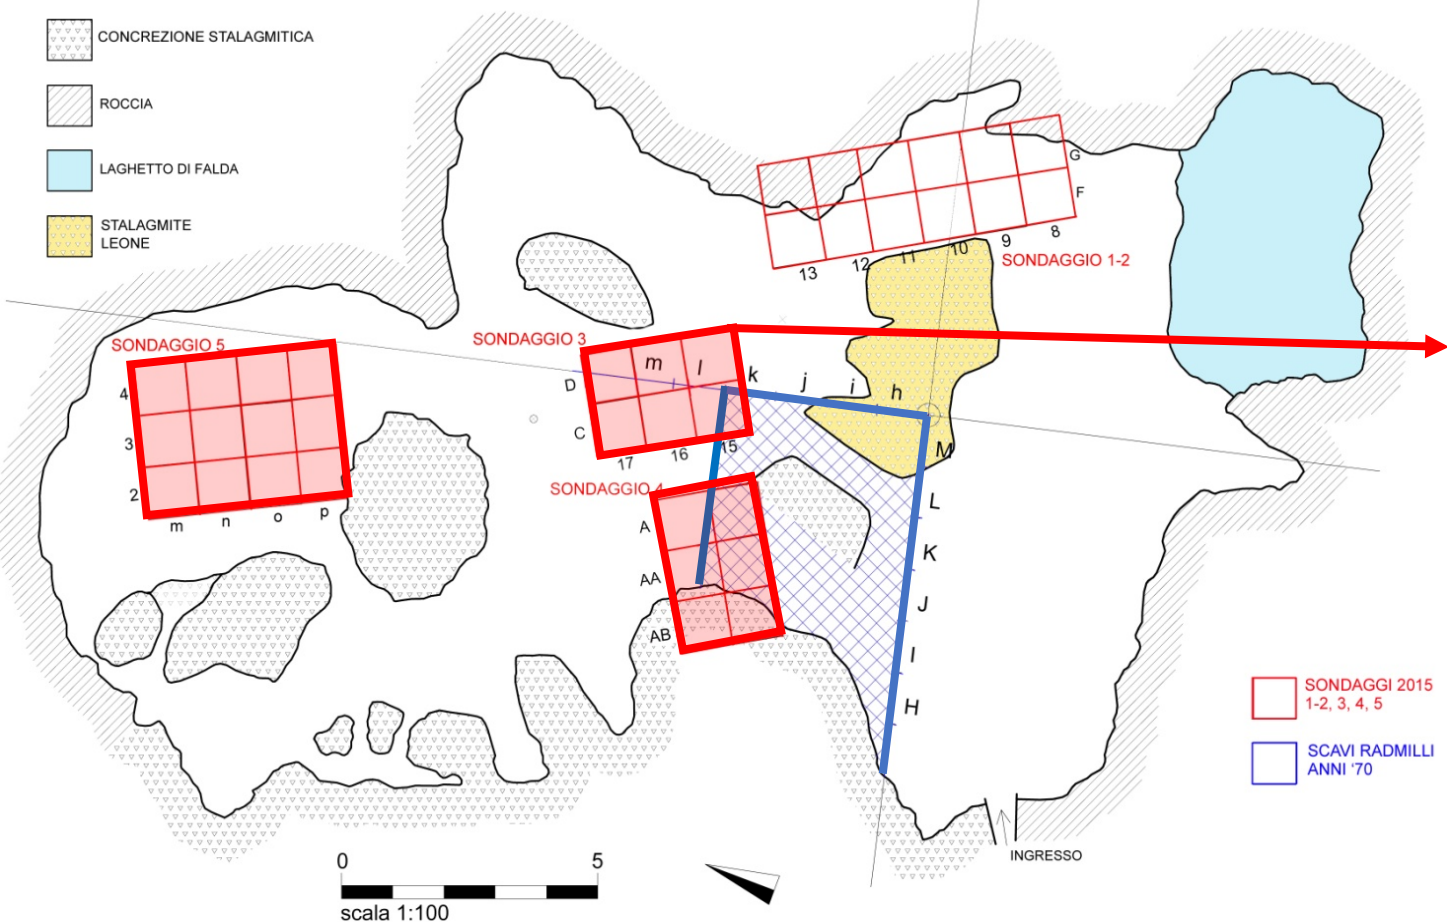 CONCREZIONE STALAGMITICA
ROCCIA
LAGHETTO DI FALDA
STALAGMITE
LEONE
G
F
8
9
10
11
12
13
SONDAGGIO 1-2
SONDAGGIO 5
4
3
2
m
n
o
p
SONDAGGIO 3
D
C
m
l
k
j
i
h
17
16
15
M
L
K
J
I
H
SONDAGGIO 4
A
AA
AB
SONDAGGI 2015
1-2, 3, 4, 5
SCAVI RADMILLI
ANNI '70
INGRESSO
0
5
scala 1:100